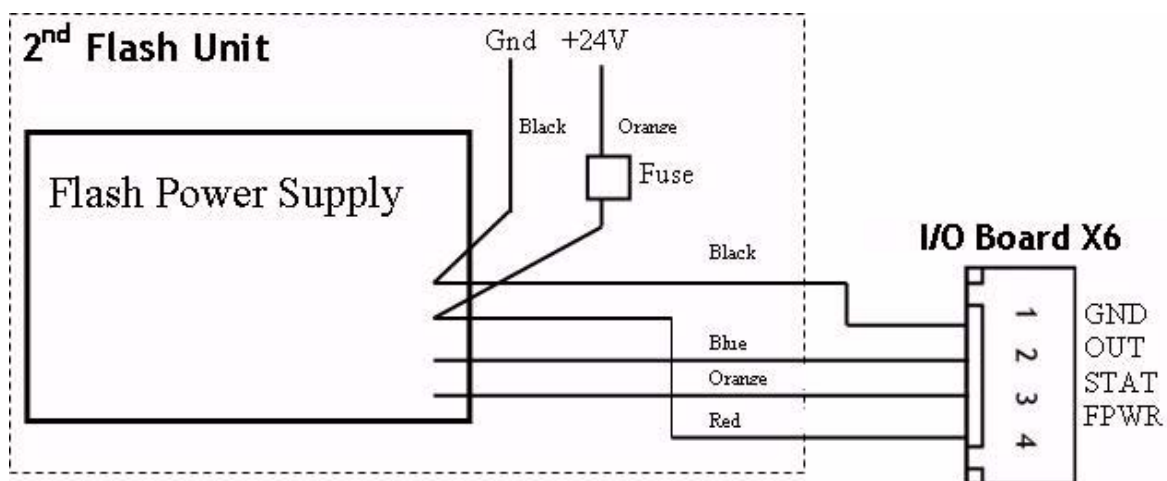 2nd Flash Unit
Gnd +24V
Black
Orange
Fuse
Flash Power Supply
I/O Board X6
Black
1 GND
Blue
2 OUT
Orange
3 STAT
Red
4 FPWR